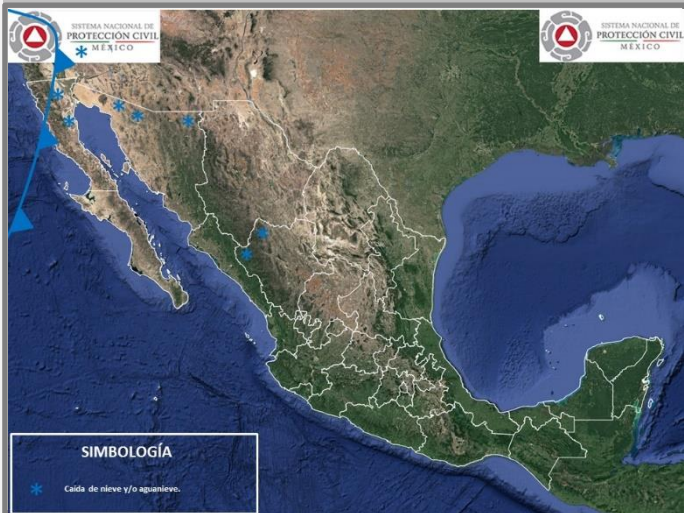 SISTEMA NACIONAL DE
PROTECCIÓN CIVIL
MÉXICO
SISTEMA NACIONAL DE
PROTECCIÓN CIVIL
MÉXICO
SIMBOLOGÍA
Caída de nieve y/o aguanieve.